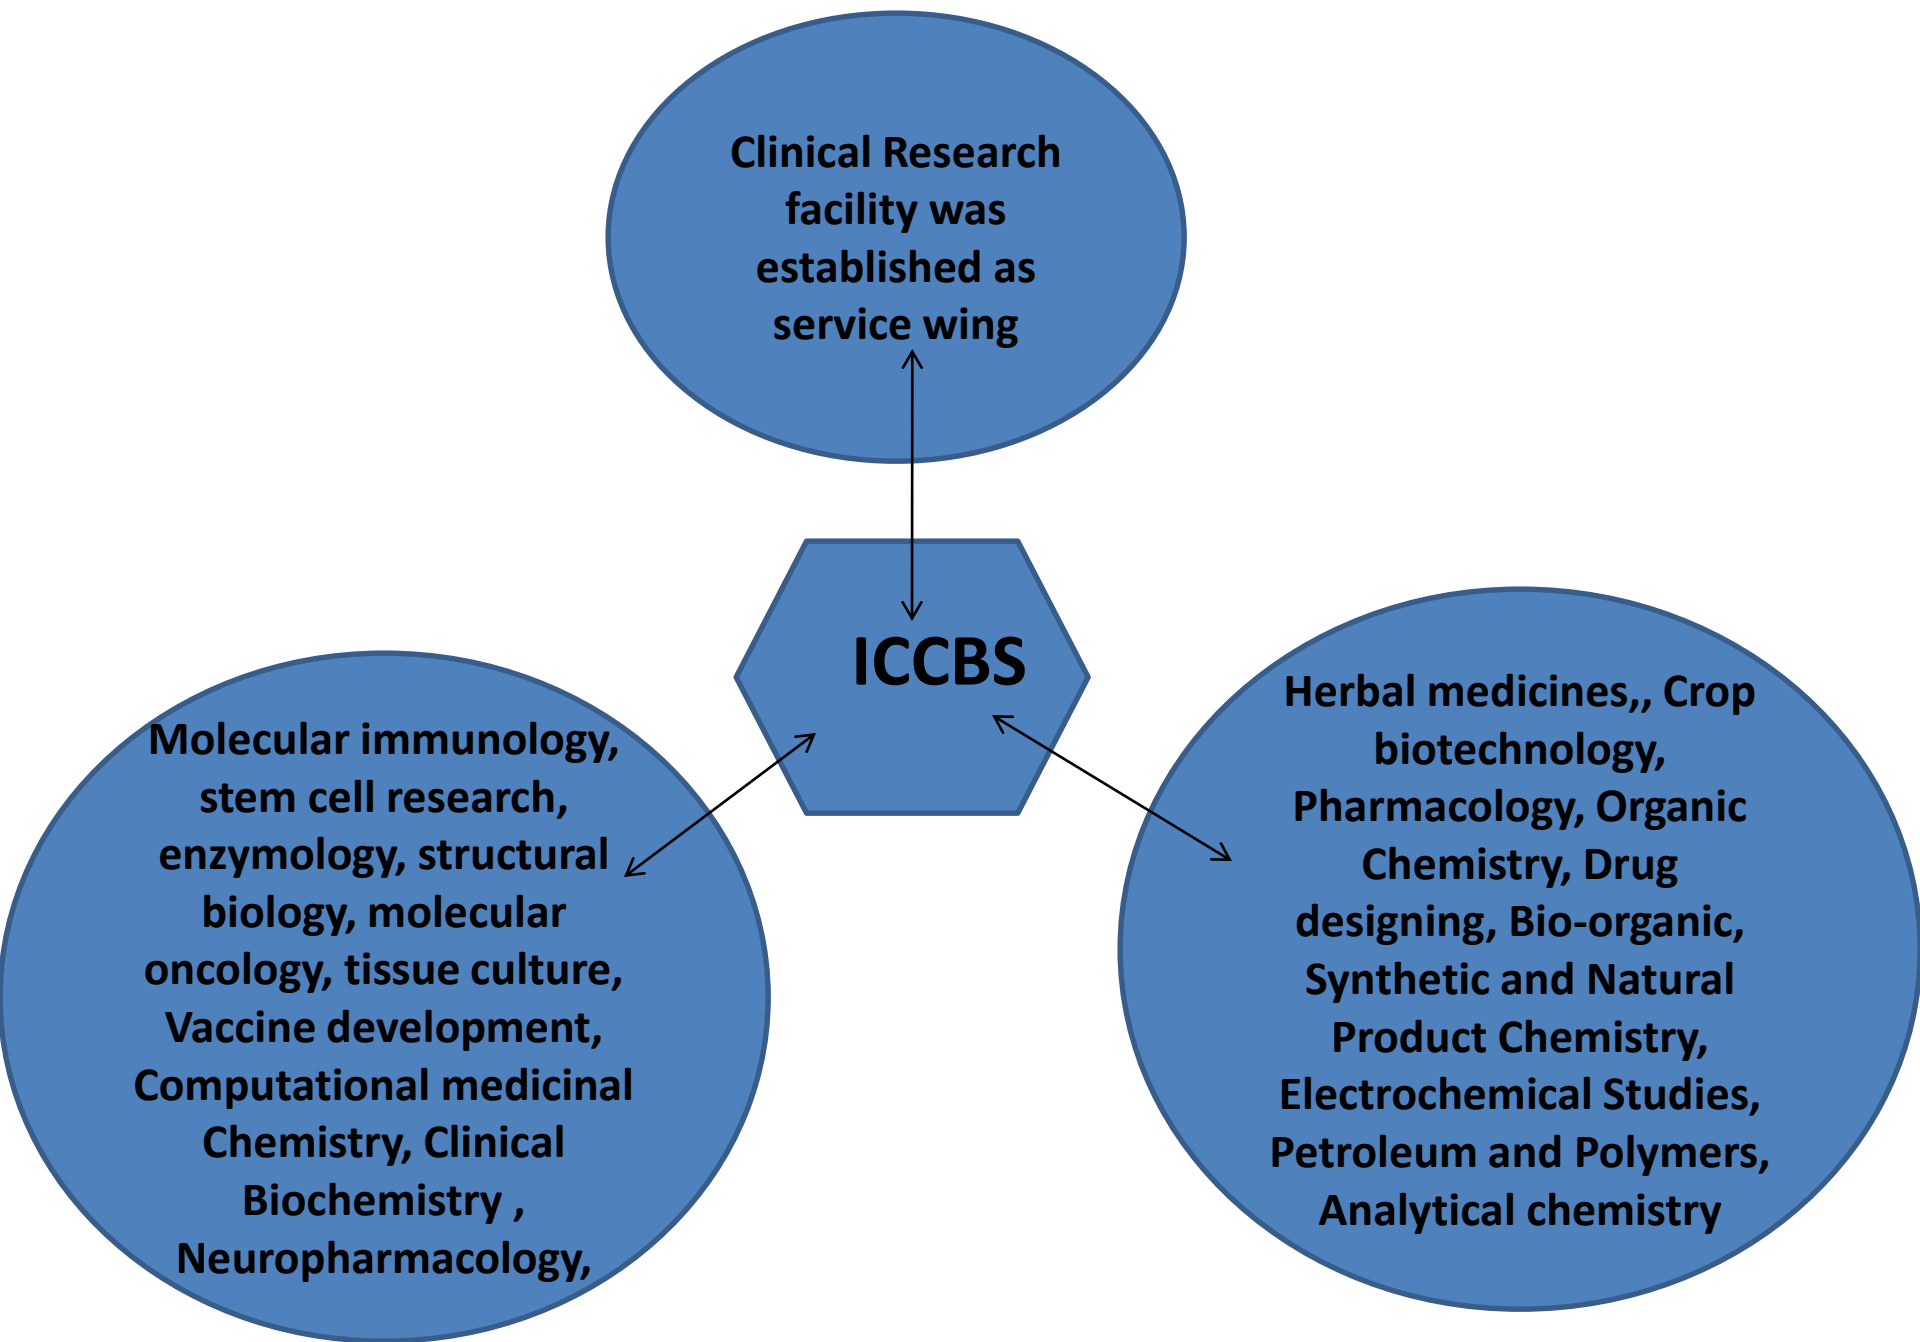 Clinical Research
facility was
established as
service wing
ICCBS
Molecular immunology,
stem cell research,
enzymology, structural
biology, molecular
oncology, tissue culture,
Vaccine development,
Computational medicinal
Chemistry, Clinical
Biochemistry ,
Neuropharmacology,
Herbal medicines,, Crop
biotechnology,
Pharmacology, Organic
Chemistry, Drug
designing, Bio-organic,
Synthetic and Natural
Product Chemistry,
Electrochemical Studies,
Petroleum and Polymers,
Analytical chemistry